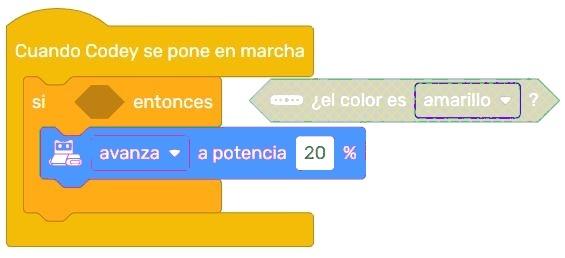 Cuando Codey se pone en marcha
si entonces ¿el color es amarillo ?
avanza a potencia 20 %